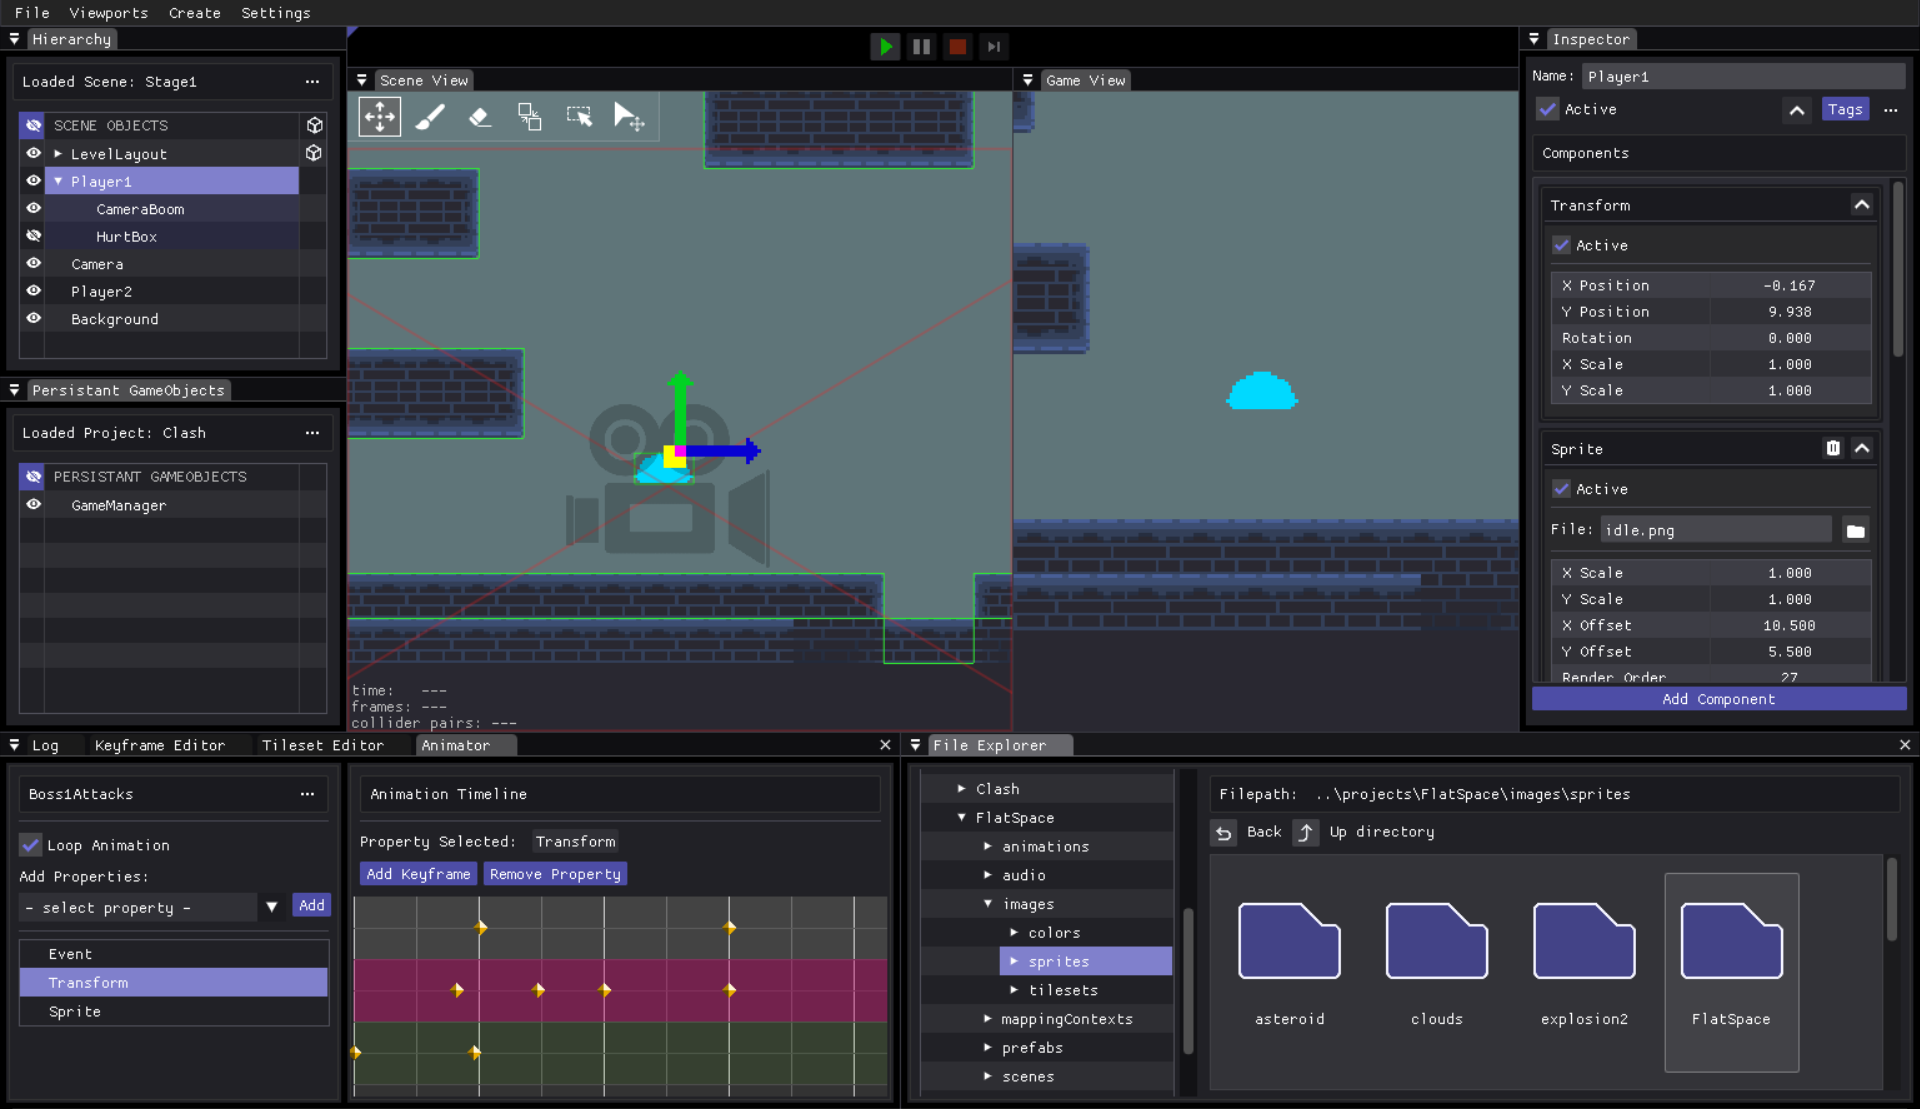 File Viewports Create Settings
Hierarchy
Loaded Scene: Stage1 ...
SCENE OBJECTS
LevelLayout
Player1
CameraBoom
HurtBox
Camera
Player2
Background
Persistant GameObjects
Loaded Project: Clash ...
PERSISTANT GAMEOBJECTS
GameManager
Scene View
time: ---
frames: ---
collider pairs: ---
Game View
Inspector
Name: Player1
Active Tags ...
Components
Transform
Active
X Position -0.167
Y Position 9.938
Rotation 0.000
X Scale 1.000
Y Scale 1.000
Sprite
Active
File: idle.png
X Scale 1.000
Y Scale 1.000
X Offset 10.500
Y Offset 5.500
Render Order 27
Add Component
Log Keyframe Editor Tileset Editor Animator
Boss1Attacks ...
Loop Animation
Add Properties:
- select property - Add
Event
Transform
Sprite
Animation Timeline
Property Selected: Transform
Add Keyframe Remove Property
File Explorer
Clash
FlatSpace
animations
audio
images
colors
sprites
tilesets
mappingContexts
prefabs
scenes
Filepath: ..\projects\FlatSpace\images\sprites
Back Up directory
asteroid clouds explosion2 FlatSpace